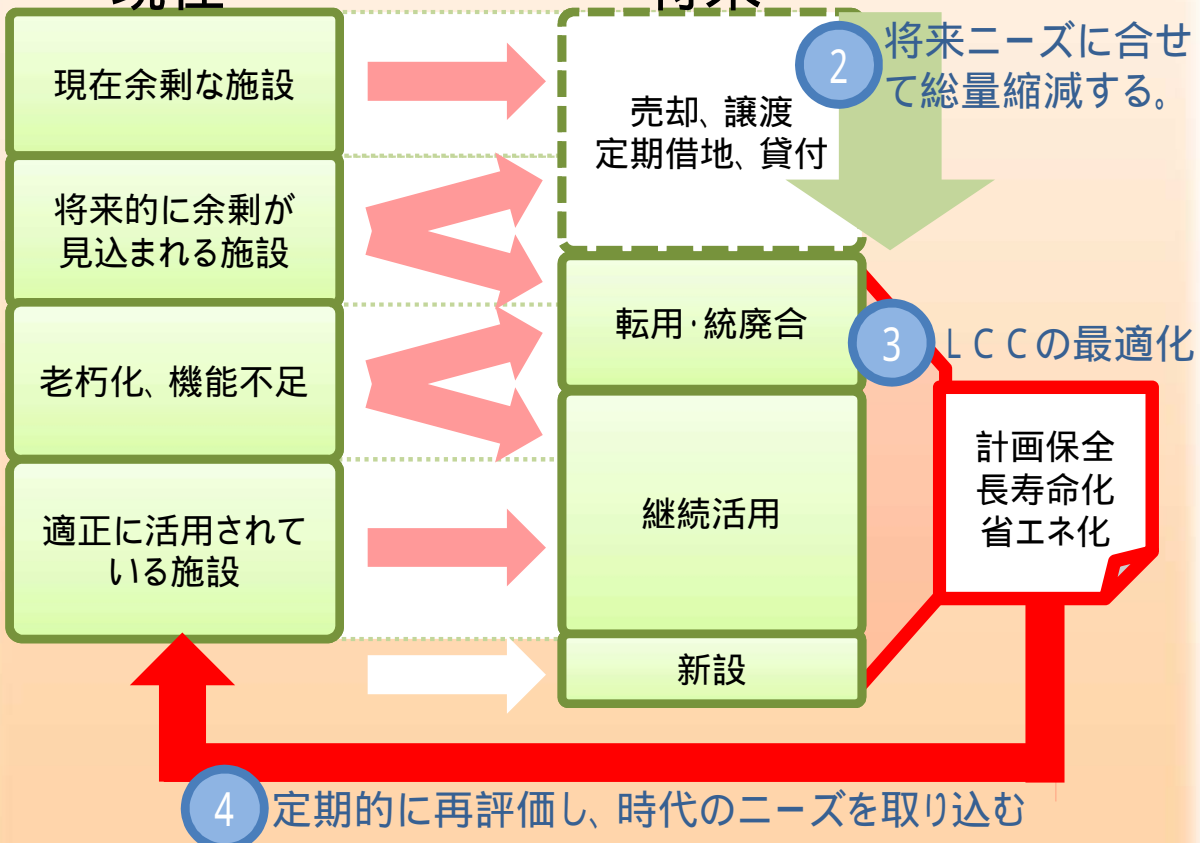 現在
将来
現在余剰な施設
将来的に余剰が
見込まれる施設
老朽化、機能不足
適正に活用されて
いる施設
売却、譲渡
定期借地、貸付
転用・統廃合
継続活用
新設
2
将来ニーズに合せ
て総量縮減する。
3
LCCの最適化
計画保全
長寿命化
省エネ化
4
定期的に再評価し、時代のニーズを取り込む